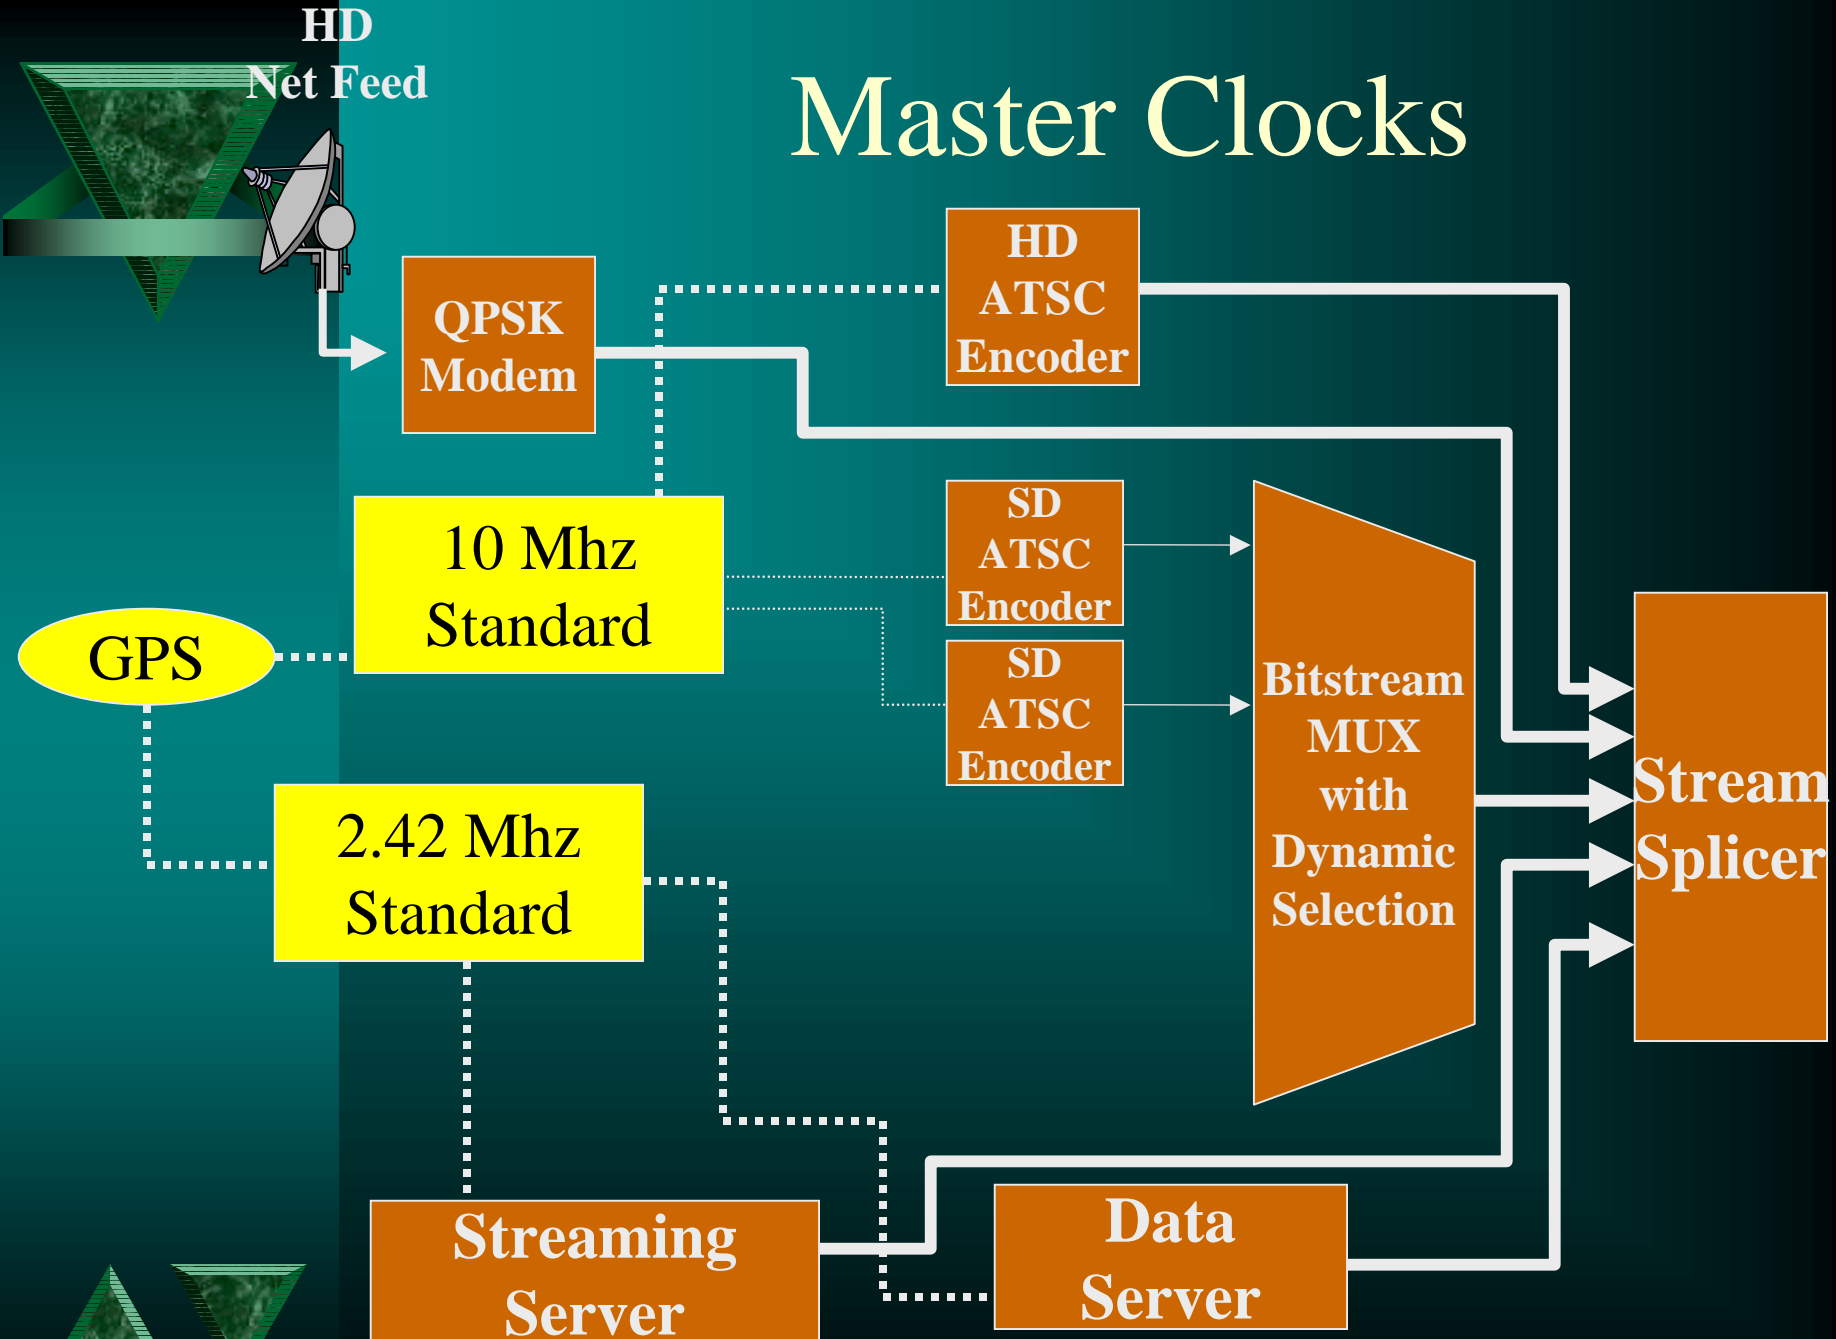 HD
Net Feed
Master Clocks
HD
ATSC
Encoder
QPSK
Modem
10 Mhz
Standard
SD
ATSC
Encoder
GPS
SD
ATSC
Encoder
Bitstream
MUX
with
Dynamic
Selection
Stream
Splicer
2.42 Mhz
Standard
Streaming
Server
Data
Server